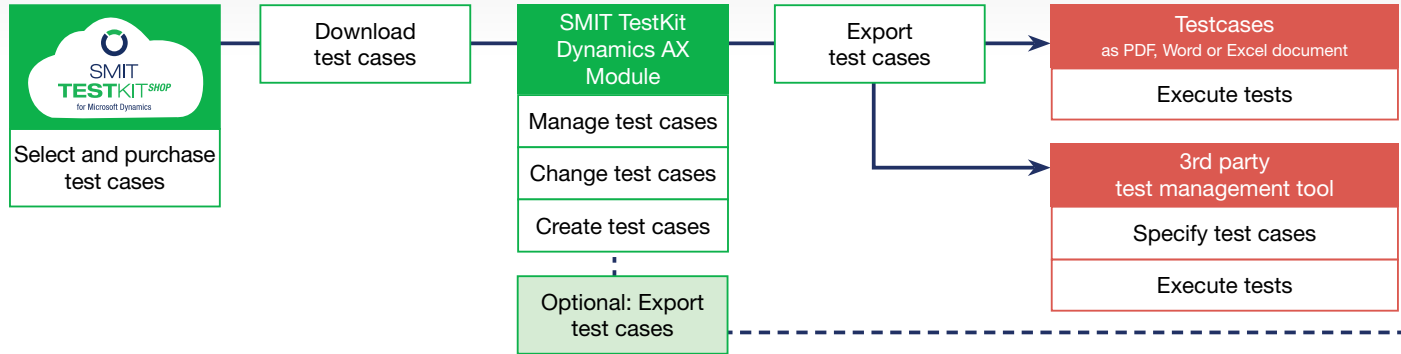 SMIT
TESTKIT SHOP
for Microsoft Dynamics
Select and purchase
test cases
Download
test cases
SMIT TestKit
Dynamics AX
Module
Manage test cases
Change test cases
Create test cases
Optional: Export
test cases
Export
test cases
Testcases
as PDF, Word or Excel document
Execute tests
3rd party
test management tool
Specify test cases
Execute tests